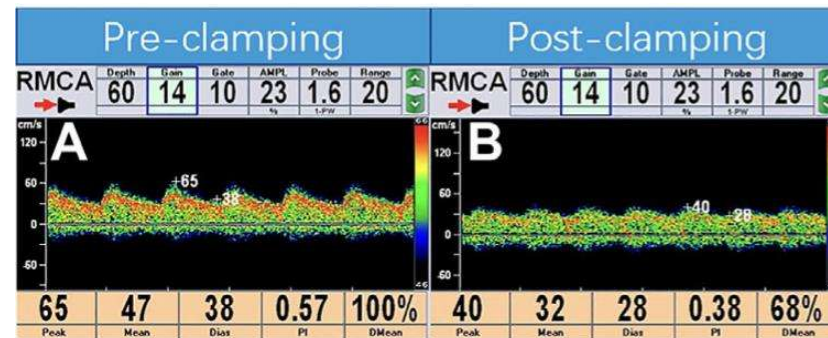 Pre-clamping Post-clamping
RMCA Depth 60 Gain 14 Gate 10 AMPL 23 % Probe 1.6 1-PW Range 20
cm/s
A
66
120
60
0
-60
+65
+38
46
65 47 38 0.57 100%
Peak Mean Dias PI DMean
RMCA Depth 60 Gain 14 Gate 10 AMPL 23 % Probe 1.6 1-PW Range 20
cm/s
B
120
60
0
-60
+40
28
40 32 28 0.38 68%
Peak Mean Dias PI DMean